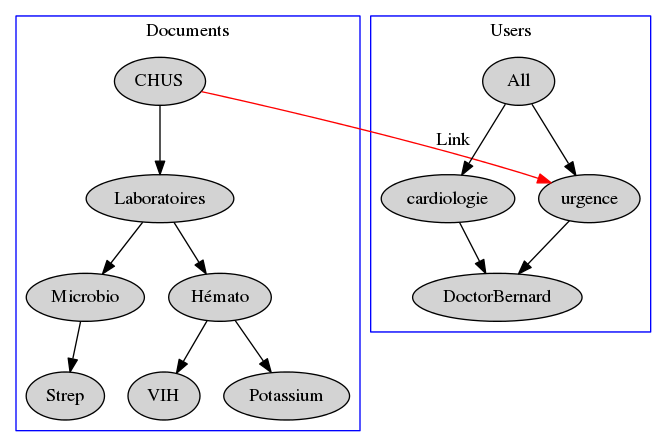 Documents
Users
CHUS
All
Link
Laboratoires
cardiologie
urgence
Microbio
Hémato
DoctorBernard
Strep
VIH
Potassium